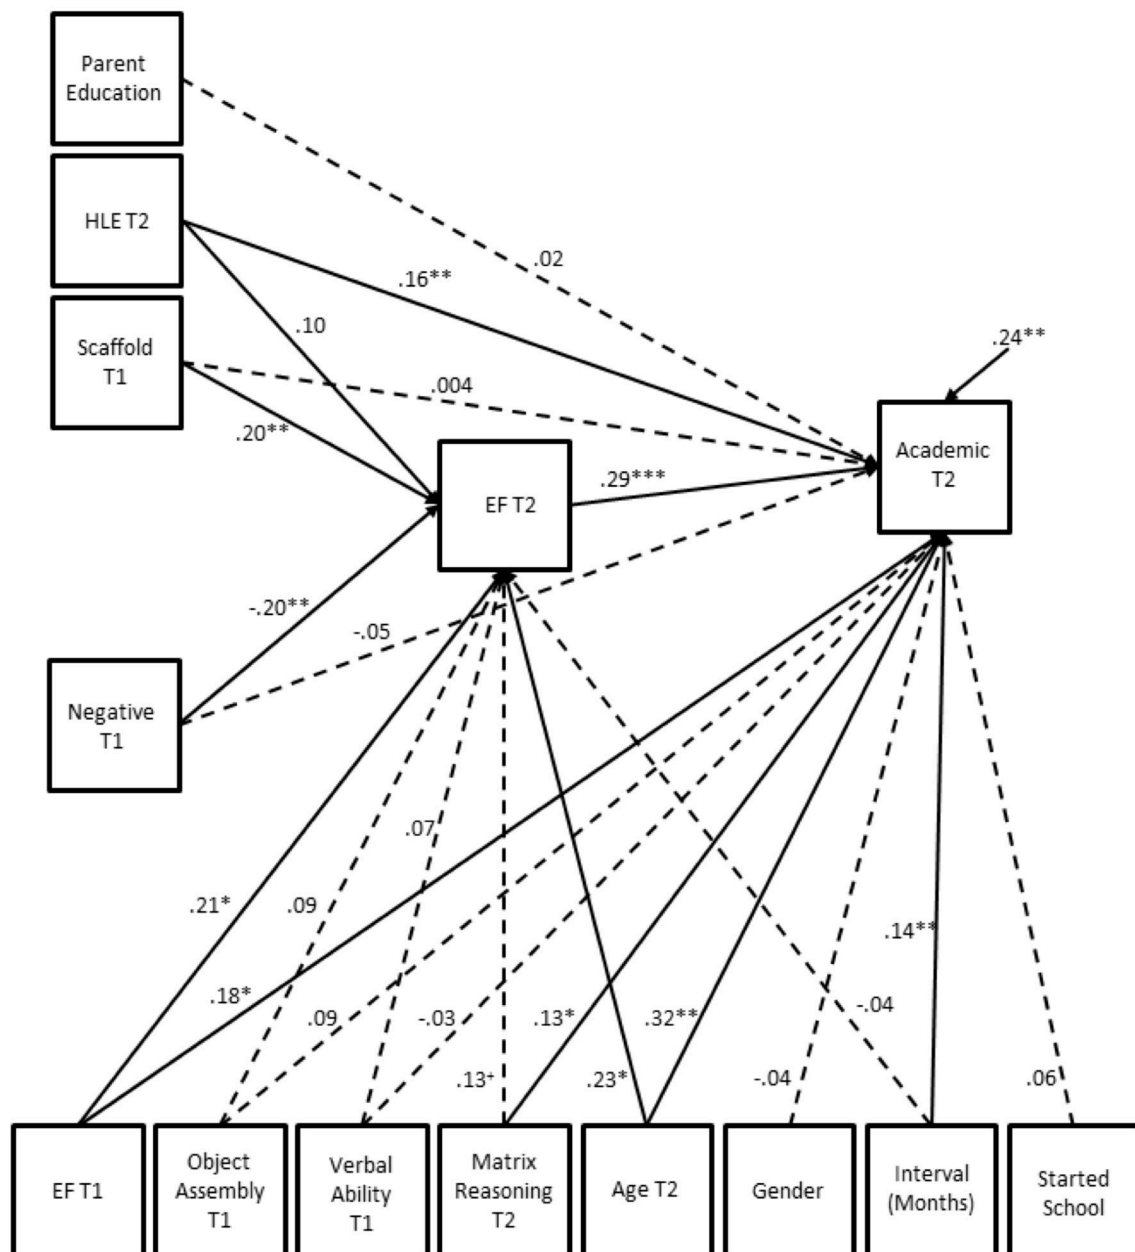 Parent
Education
HLE T2
.02
.16**
.10
Scaffold
T1
.24**
.004
.20**
Academic
T2
.29***
EF T2
-.20**
-.05
Negative
T1
.07
.21*
.09
.14**
.18*
.09
-.03
.13*
.32**
-.04
.13⁺
.23*
-.04
.06
EF T1
Object
Assembly
T1
Verbal
Ability
T1
Matrix
Reasoning
T2
Age T2
Gender
Interval
(Months)
Started
School